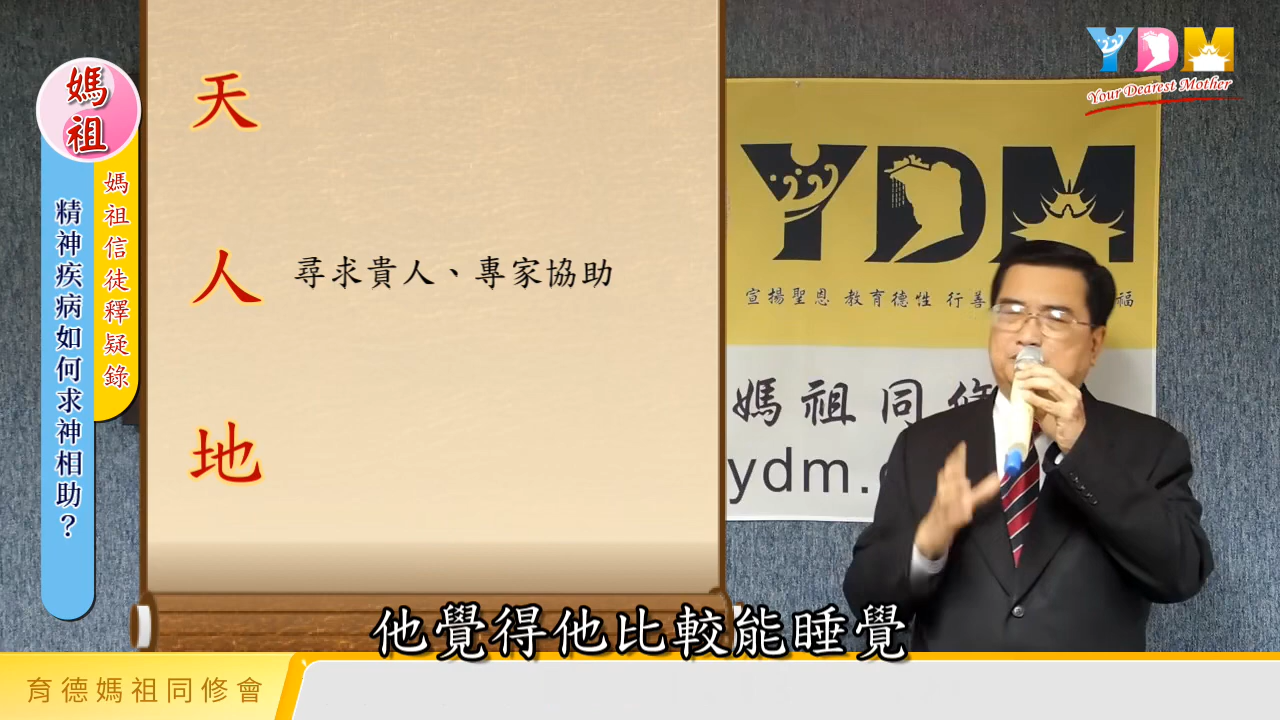 媽祖
媽祖信徒釋疑錄
精神疾病如何求神相助？
天
人 尋求貴人、專家協助
地
YDM
Your Dearest Mother
YDM
宣揚聖恩 教育德性 行善
福
媽祖同修
ydm.
他覺得他比較能睡覺
育德媽祖同修會